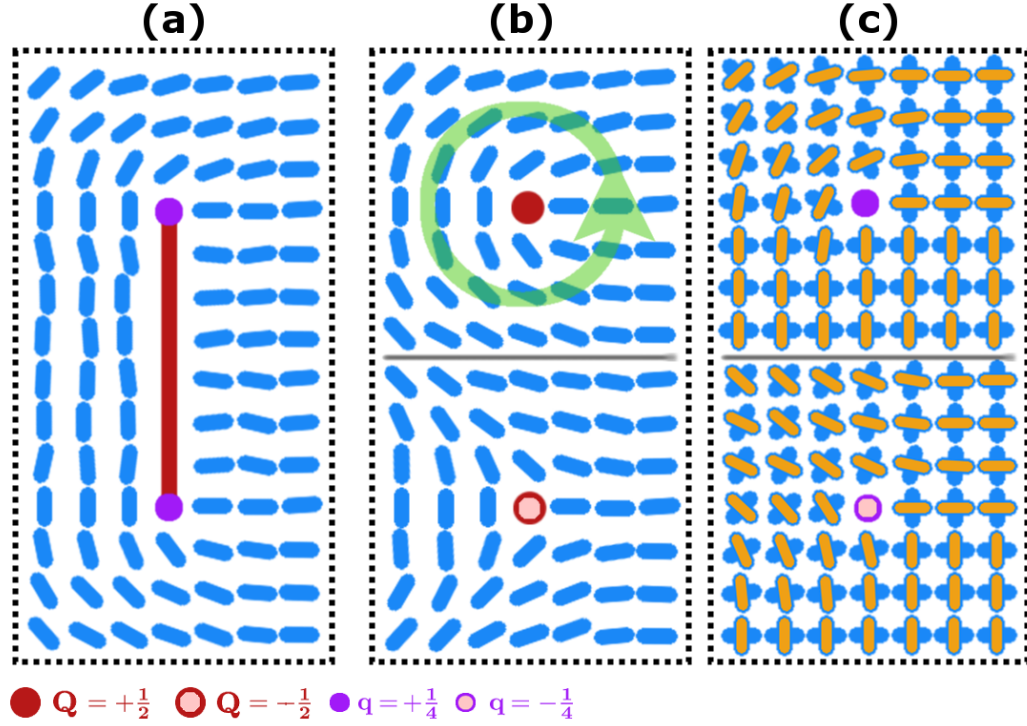 (a) (b) (c)
Q = +1/2 Q = -1/2 q = +1/4 q = -1/4